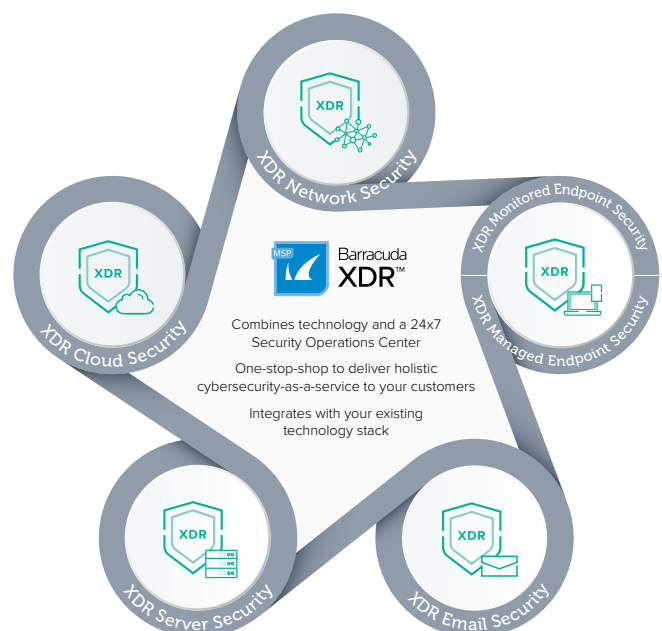 XDR
XDR Network Security
XDR
XDR Cloud Security
XDR Monitored Endpoint Security
XDR
XDR Managed Endpoint Security
MSP
Barracuda
XDR™
Combines technology and a 24x7
Security Operations Center
One-stop-shop to deliver holistic
cybersecurity-as-a-service to your customers
Integrates with your existing
technology stack
XDR
XDR Server Security
XDR
XDR Email Security